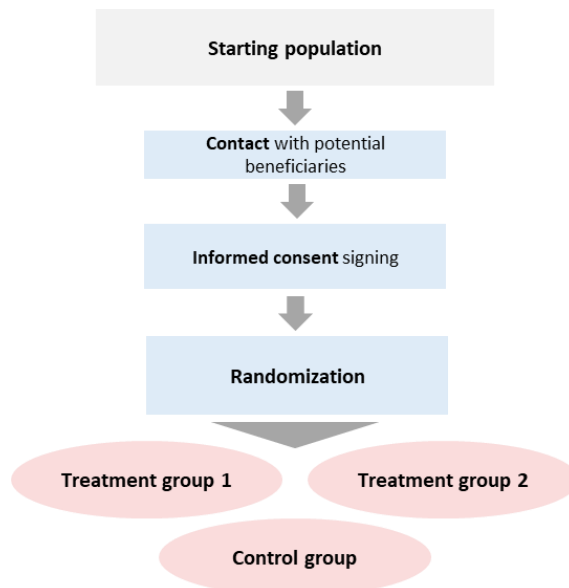 Starting population
Contact with potential
beneficiaries
Informed consent signing
Randomization
Treatment group 1
Treatment group 2
Control group